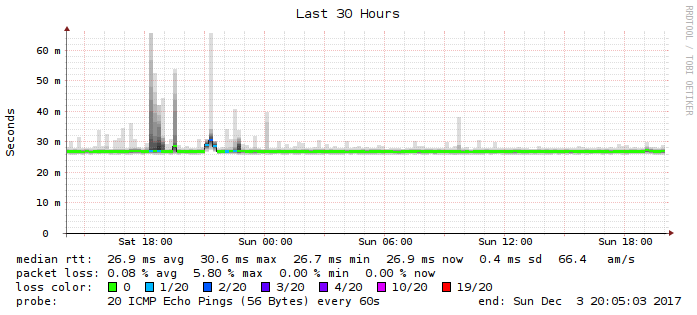 Last 30 Hours
RRDTOOL / TOBI OETIKER
Seconds
60 m
50 m
40 m
30 m
20 m
10 m
0
Sat 18:00 Sun 00:00 Sun 06:00 Sun 12:00 Sun 18:00
median rtt: 26.9 ms avg 30.6 ms max 26.7 ms min 26.9 ms now 0.4 ms sd 66.4 am/s
packet loss: 0.08 % avg 5.80 % max 0.00 % min 0.00 % now
loss color: 0 1/20 2/20 3/20 4/20 10/20 19/20
probe: 20 ICMP Echo Pings (56 Bytes) every 60s end: Sun Dec 3 20:05:03 2017